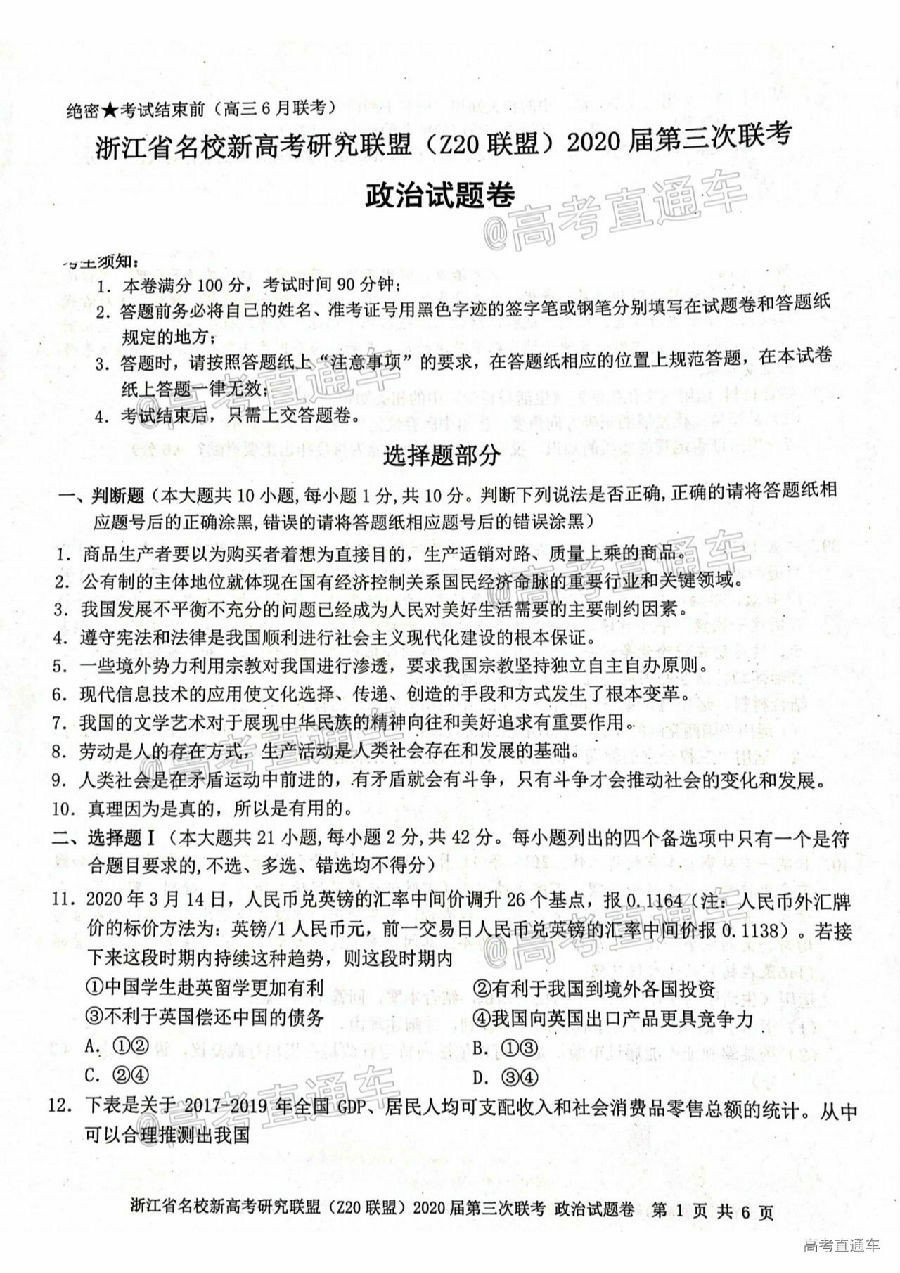 绝密★考试结束前（高三6月联考）
浙江省名校新高考研究联盟（Z20联盟）2020届第三次联考
政治试题卷
@高考直通车
考生须知：
1．本卷满分100分，考试时间90分钟；
2．答题前务必将自己的姓名、准考证号用黑色字迹的签字笔或钢笔分别填写在试题卷和答题纸
规定的地方；
3．答题时，请按照答题纸上“注意事项”的要求，在答题纸相应的位置上规范答题，在本试卷
纸上答题一律无效；
@高考直通车
4．考试结束后，只需上交答题卷。
选择题部分
一、判断题（本大题共10小题,每小题1分,共10分。判断下列说法是否正确,正确的请将答题纸相
应题号后的正确涂黑,错误的请将答题纸相应题号后的错误涂黑）
1．商品生产者要以为购买者着想为直接目的，生产适销对路、质量上乘的商品。
@高考直通车
2．公有制的主体地位就体现在国有经济控制关系国民经济命脉的重要行业和关键领域。
3．我国发展不平衡不充分的问题已经成为人民对美好生活需要的主要制约因素。
4．遵守宪法和法律是我国顺利进行社会主义现代化建设的根本保证。
5．一些境外势力利用宗教对我国进行渗透，要求我国宗教坚持独立自主自办原则。
6．现代信息技术的应用使文化选择、传递、创造的手段和方式发生了根本变革。
7．我国的文学艺术对于展现中华民族的精神向往和美好追求有重要作用。
@高考直通车
8．劳动是人的存在方式，生产活动是人类社会存在和发展的基础。
9．人类社会是在矛盾运动中前进的，有矛盾就会有斗争，只有斗争才会推动社会的变化和发展。
10．真理因为是真的，所以是有用的。
二、选择题Ⅰ（本大题共21小题,每小题2分,共42分。每小题列出的四个备选项中只有一个是符
合题目要求的,不选、多选、错选均不得分）
11．2020年3月14日，人民币兑英镑的汇率中间价调升26个基点，报0.1164（注：人民币外汇牌
价的标价方法为：英镑/1人民币元，前一交易日人民币兑英镑的汇率中间价报0.1138）。若接
@高考直通车
下来这段时期内持续这种趋势，则这段时期内
①中国学生赴英留学更加有利 ②有利于我国到境外各国投资
③不利于英国偿还中国的债务 ④我国向英国出口产品更具竞争力
A．①② B．①③
C．②④ D．③④
@高考直通车
12．下表是关于2017-2019年全国GDP、居民人均可支配收入和社会消费品零售总额的统计。从中
可以合理推测出我国
浙江省名校新高考研究联盟（Z20联盟）2020届第三次联考 政治试题卷 第1页 共6页
高考直通车